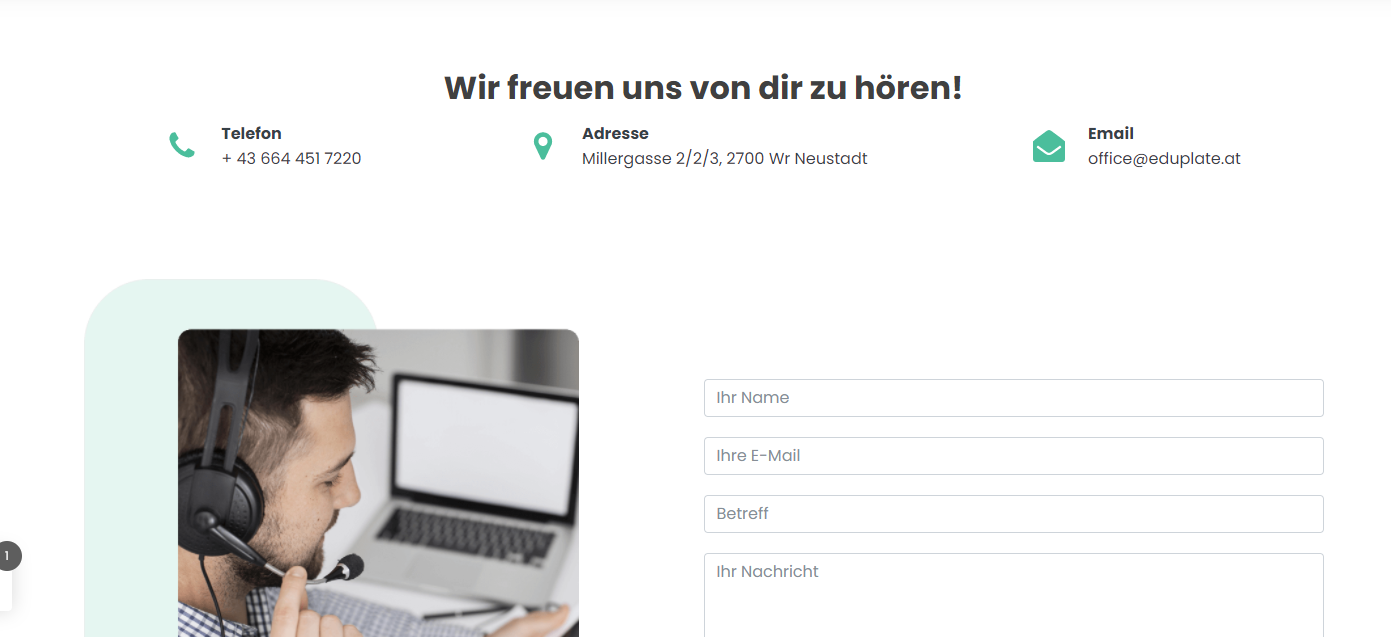 Wir freuen uns von dir zu hören!
Telefon
+ 43 664 451 7220
Adresse
Millergasse 2/2/3, 2700 Wr Neustadt
Email
office@eduplate.at
Ihr Name
Ihre E-Mail
Betreff
Ihr Nachricht
1